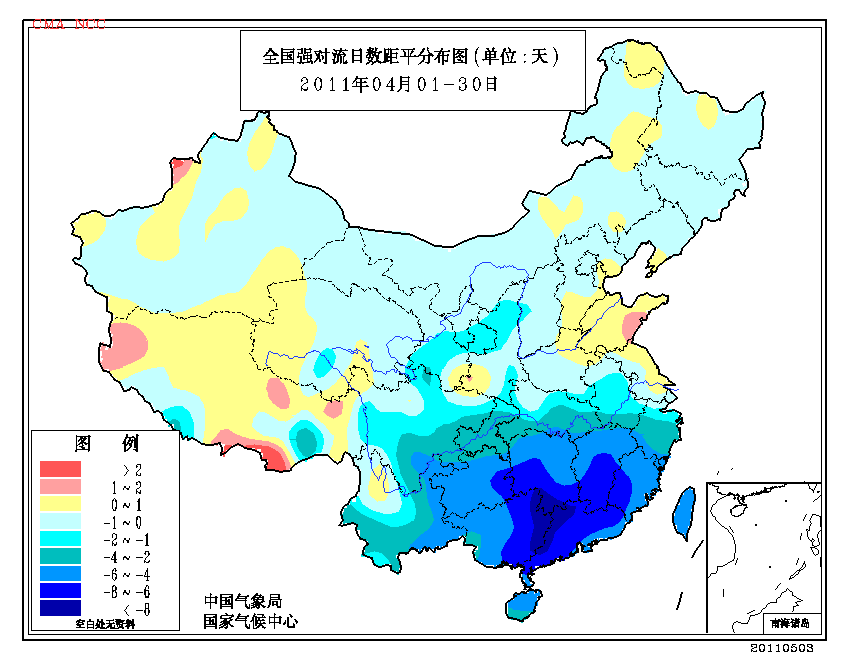 CMA NCC
全国强对流日数距平分布图(单位:天)
2011年04月01-30日
图 例
>2
1~2
0~1
-1~0
-2~-1
-4~-2
-6~-4
-8~-6
<-8
空白处无资料
中国气象局
国家气候中心
南海诸岛
20110503